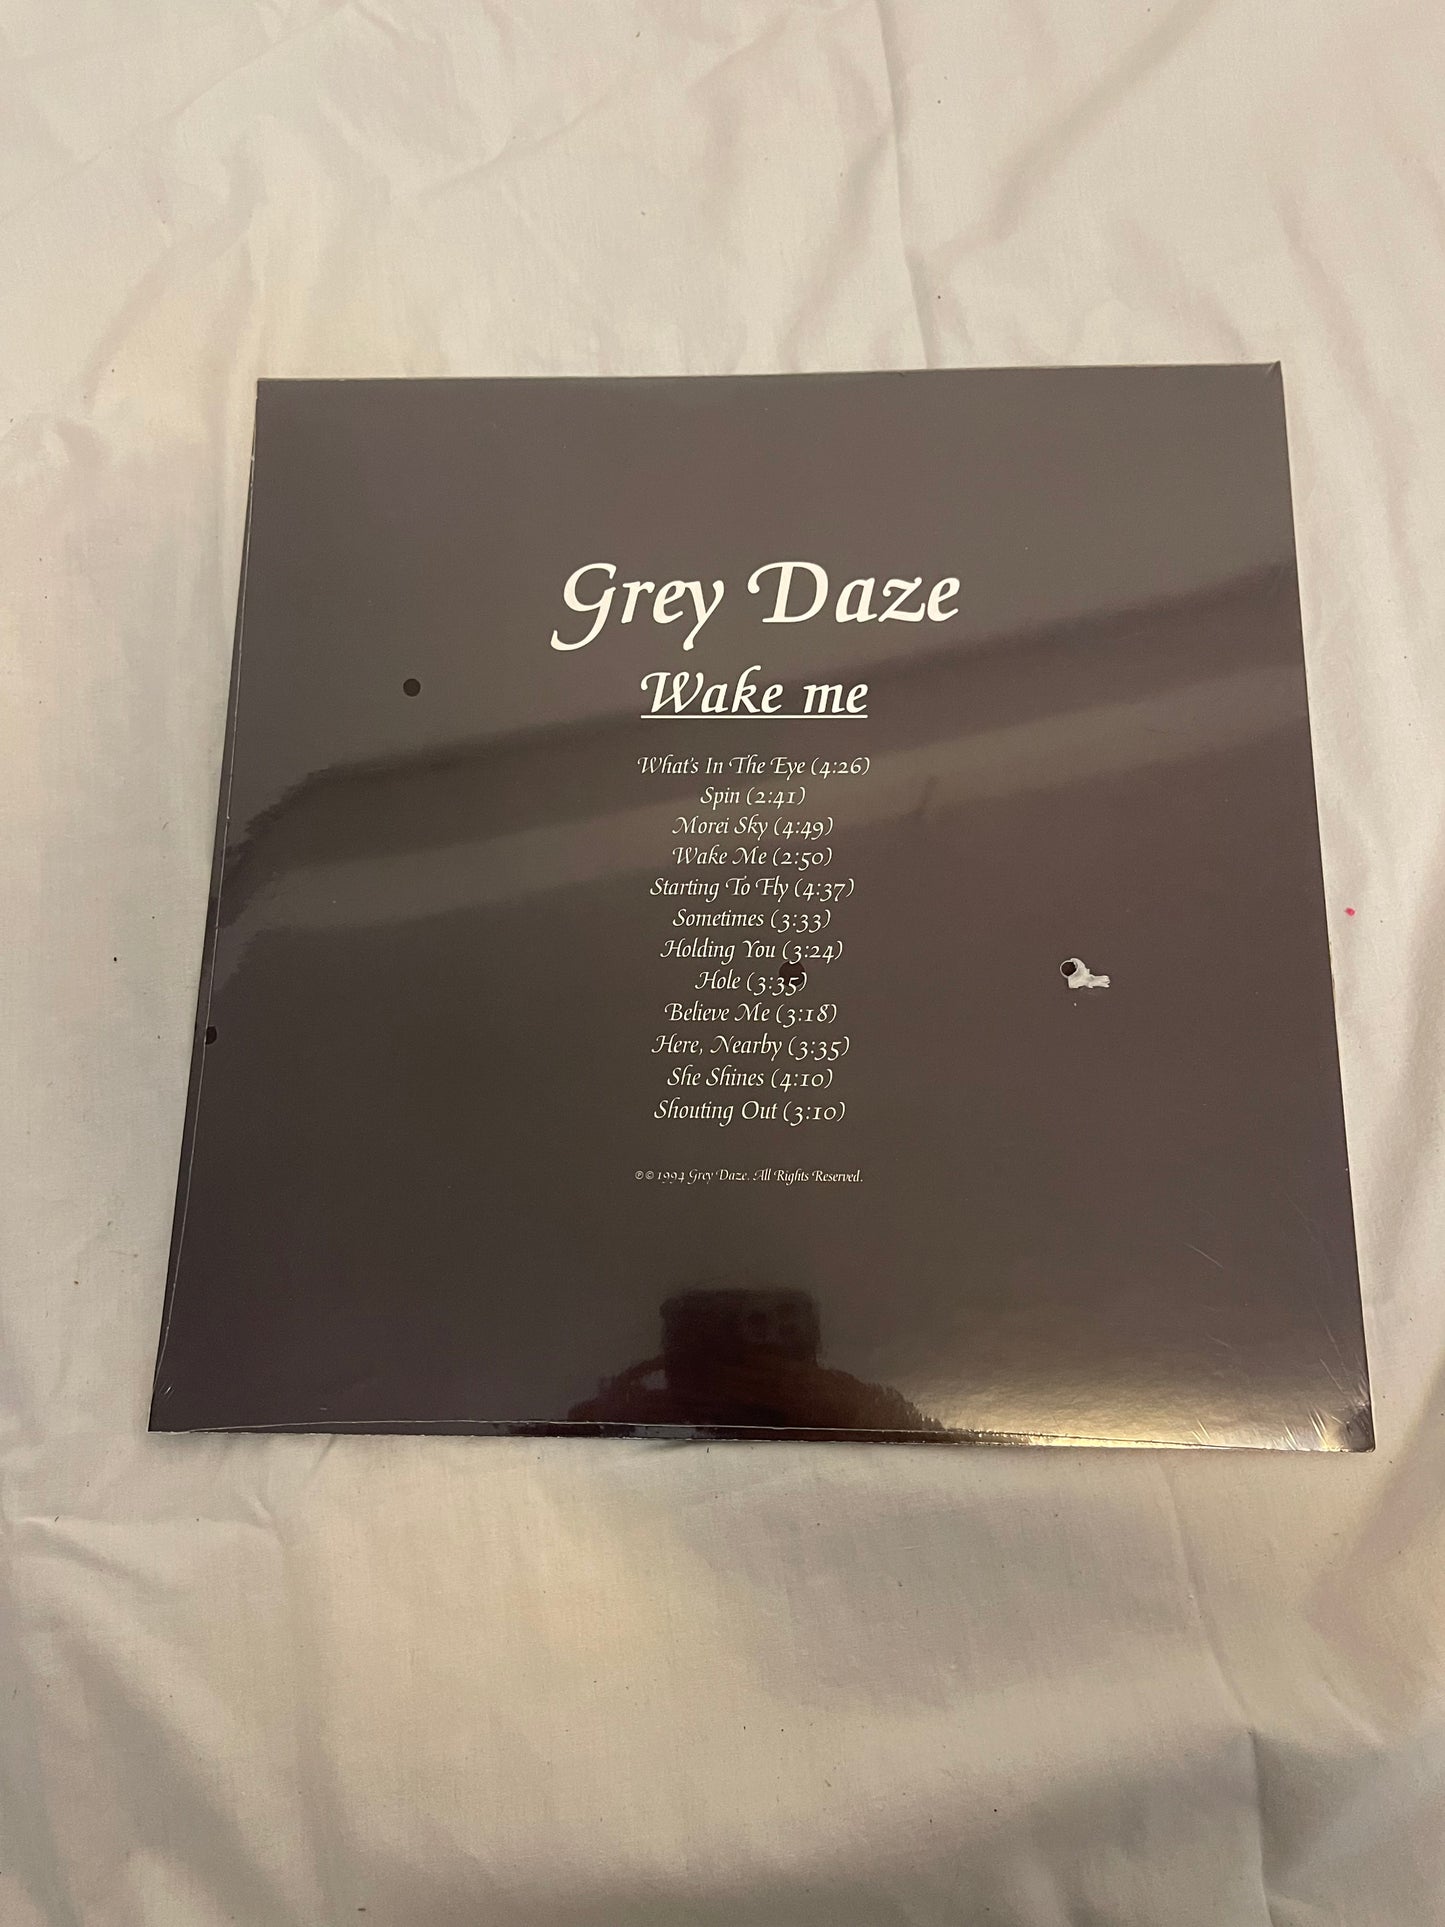 Grey Daze
Wake me
What's In The Eye (4:26)
Spin (2:41)
Morei Sky (4:49)
Wake Me (2:50)
Starting To Fly (4:37)
Sometimes (3:33)
Holding You (3:24)
Hole (3:35)
Believe Me (3:18)
Here, Nearby (3:35)
She Shines (4:10)
Shouting Out (3:10)
℗ © 1994 Grey Daze. All Rights Reserved.